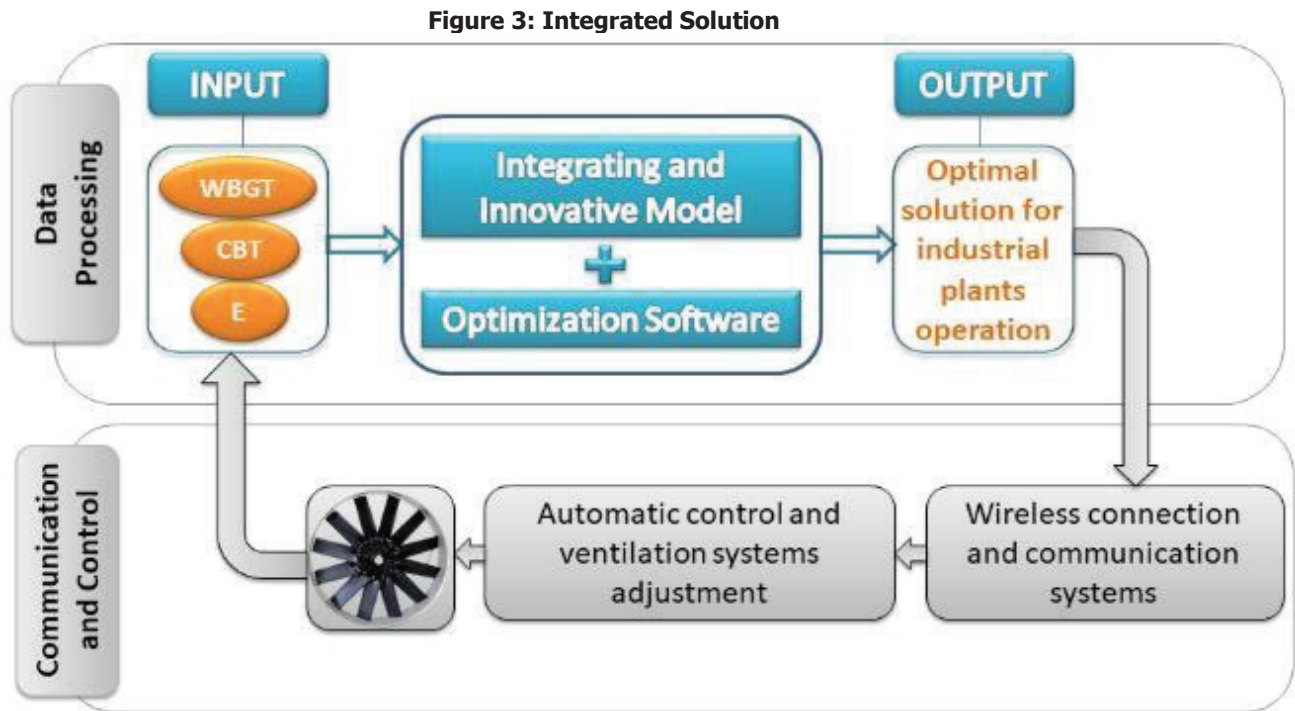 Figure 3: Integrated Solution
Data
Processing
INPUT
WBGT
CBT
E
Integrating and
Innovative Model
+
Optimization Software
OUTPUT
Optimal
solution for
industrial
plants
operation
Communication
and Control
Automatic control and
ventilation systems
adjustment
Wireless connection
and communication
systems